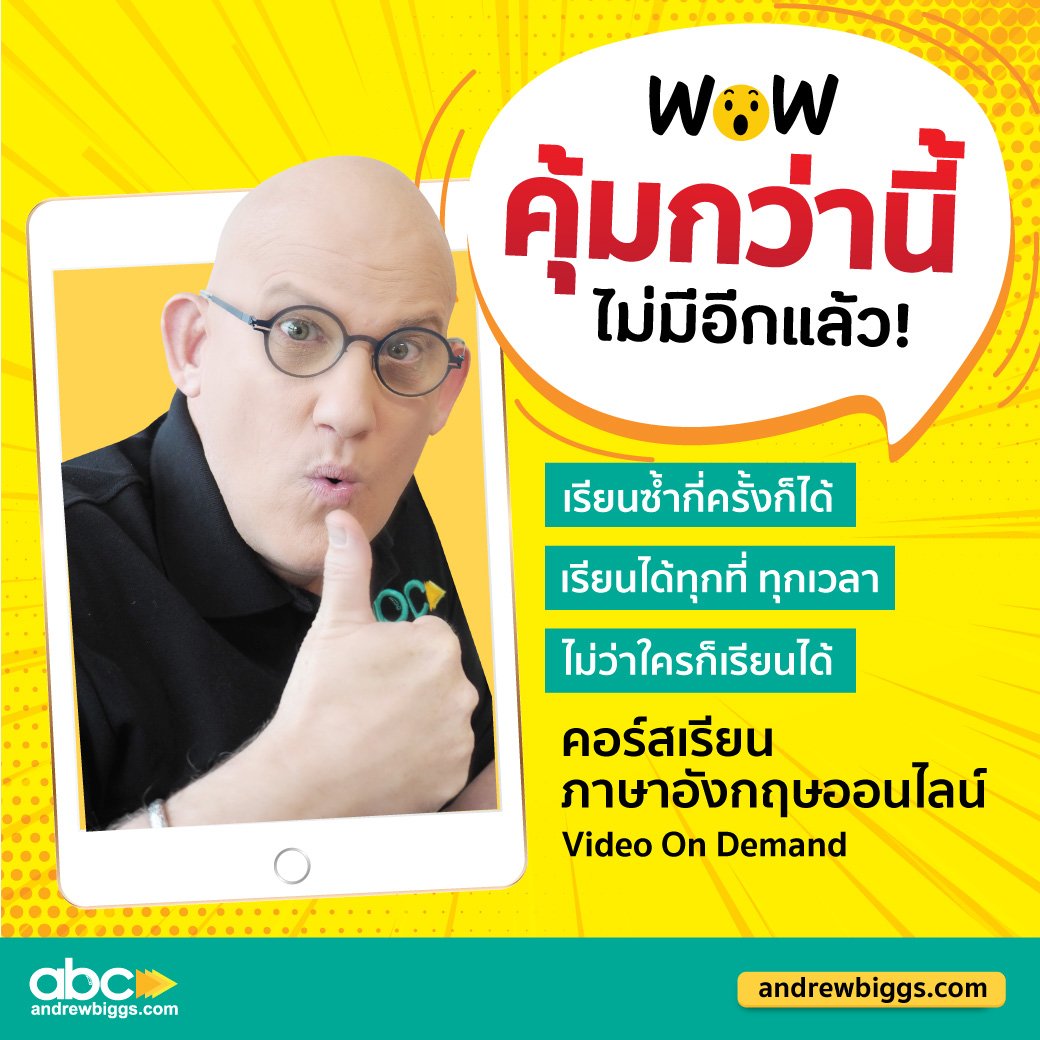 WOW
คุ้มกว่านี้
ไม่มีอีกแล้ว!
เรียนซ้ำกี่ครั้งก็ได้
เรียนได้ทุกที่ ทุกเวลา
ไม่ว่าใครก็เรียนได้
คอร์สเรียน
ภาษาอังกฤษออนไลน์
Video On Demand
abc
andrewbiggs.com
andrewbiggs.com